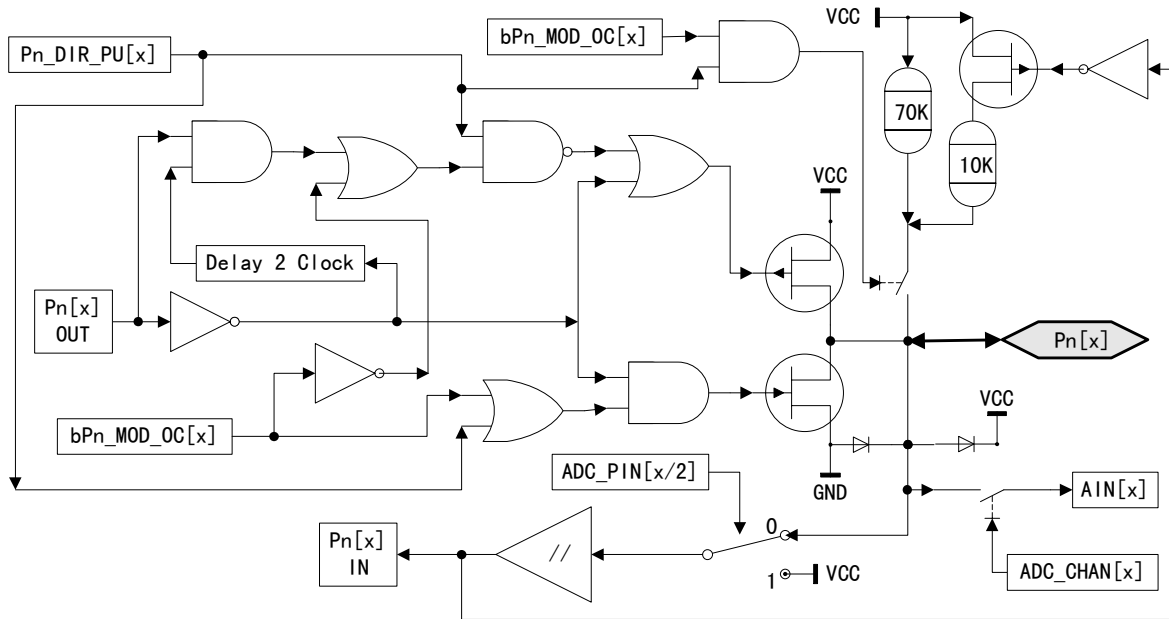 bPn_MOD_OC[x]
VCC
Pn_DIR_PU[x]
70K
10K
VCC
Delay 2 Clock
Pn[x]
OUT
Pn[x]
bPn_MOD_OC[x]
VCC
ADC_PIN[x/2]
GND
AIN[x]
0
Pn[x]
IN
//
1
VCC
ADC_CHAN[x]